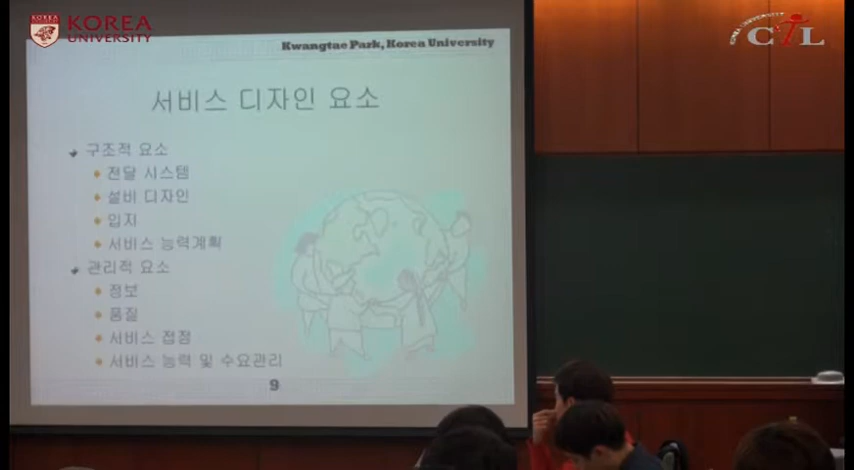 KOREA
UNIVERSITY
CTL
Kwangtae Park, Korea University
서비스 디자인 요소
구조적 요소
전달 시스템
설비 디자인
입지
서비스 능력계획
관리적 요소
정보
품질
서비스 접점
서비스 능력 및 수요관리
9